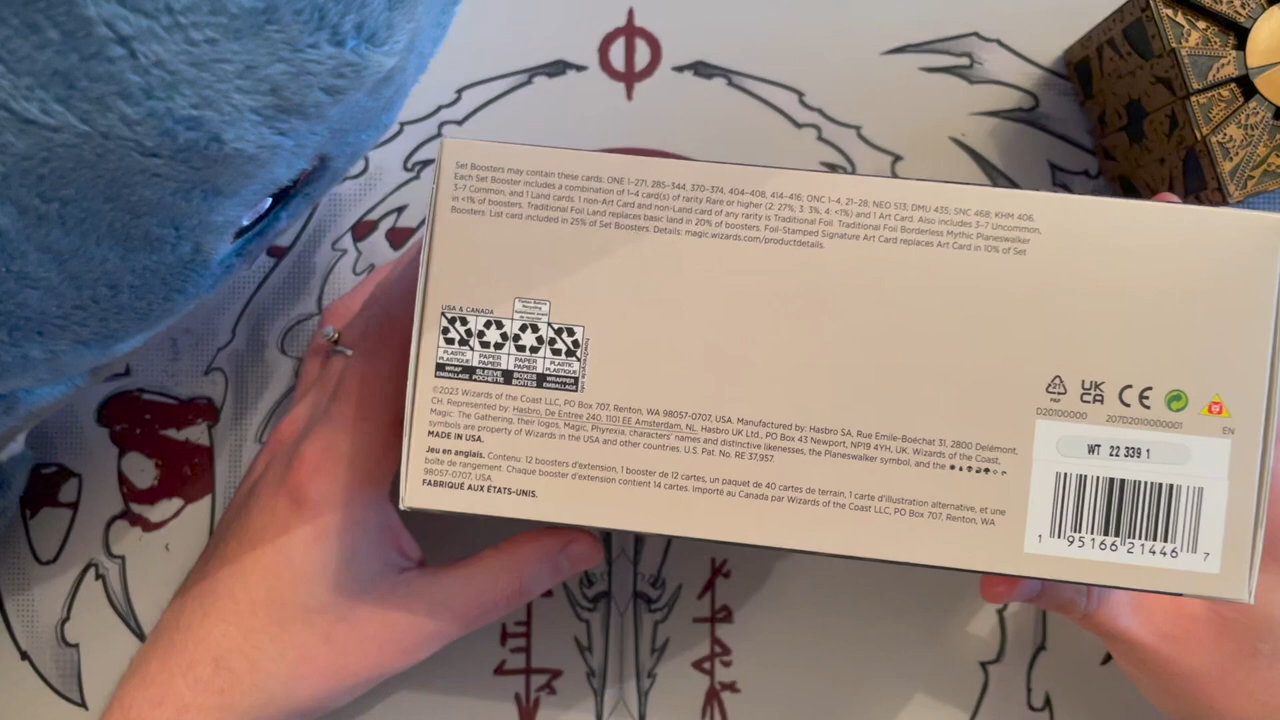 Set Boosters may contain these cards: ONE 1–271, 285–344, 370–374, 404–408, 414–416; ONC 1–4, 21–28; NEO 513; DMU 435; SNC 468; KHM 406.
Each Set Booster includes a combination of 1–4 card(s) of rarity Rare or higher (2: 27%; 3: 3%; 4: <1%) and 1 Art Card. Also includes 3–7 Uncommon,
3–7 Common, and 1 Land cards. 1 non-Art Card and non-Land card of any rarity is Traditional Foil. Traditional Foil Borderless Mythic Planeswalker
in <1% of boosters. Traditional Foil Land replaces basic land in 20% of boosters. Foil-Stamped Signature Art Card replaces Art Card in 10% of Set
Boosters. List card included in 25% of Set Boosters. Details: magic.wizards.com/productdetails.
USA & CANADA
Flatten Before
Recycling
PLASTIC
PLASTIQUE
WRAP
EMBALLAGE
PAPER
PAPIER
SLEEVE
POCHETTE
PAPER
PAPIER
BOXES
BOÎTES
PLASTIC
PLASTIQUE
WRAPPER
EMBALLAGE
how2recycle.info
©2023 Wizards of the Coast LLC, PO Box 707, Renton, WA 98057-0707, USA. Manufactured by: Hasbro SA, Rue Emile-Boéchat 31, 2800 Delémont,
CH. Represented by: Hasbro, De Entree 240, 1101 EE Amsterdam, NL. Hasbro UK Ltd., PO Box 43 Newport, NP19 4YH, UK. Wizards of the Coast,
Magic: The Gathering, their logos, Magic, Phyrexia, characters' names and distinctive likenesses, the Planeswalker symbol, and the
symbols are property of Wizards in the USA and other countries. U.S. Pat. No. RE 37,957.
MADE IN USA.
Jeu en anglais. Contenu: 12 boosters d'extension, 1 booster de 12 cartes, un paquet de 40 cartes de terrain, 1 carte d'illustration alternative, et une
boîte de rangement. Chaque booster d'extension contient 14 cartes. Importé au Canada par Wizards of the Coast LLC, PO Box 707, Renton, WA
98057-0707, USA.
FABRIQUÉ AUX ÉTATS-UNIS.
21
PAP
UK
CA
CE
D20100000
207D2010000001
EN
WT 22 339 1
1 95166 21446 7